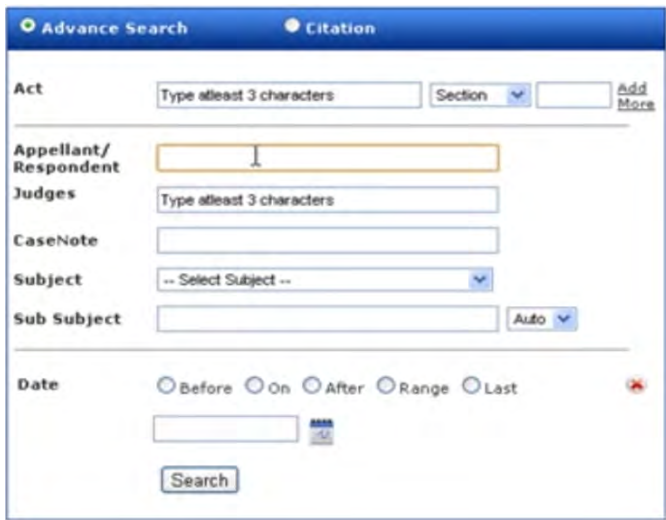 Advance Search Citation
Act Type atleast 3 characters Section Add More
Appellant/
Respondent
Judges Type atleast 3 characters
CaseNote
Subject -- Select Subject --
Sub Subject Auto
Date Before On After Range Last
Search